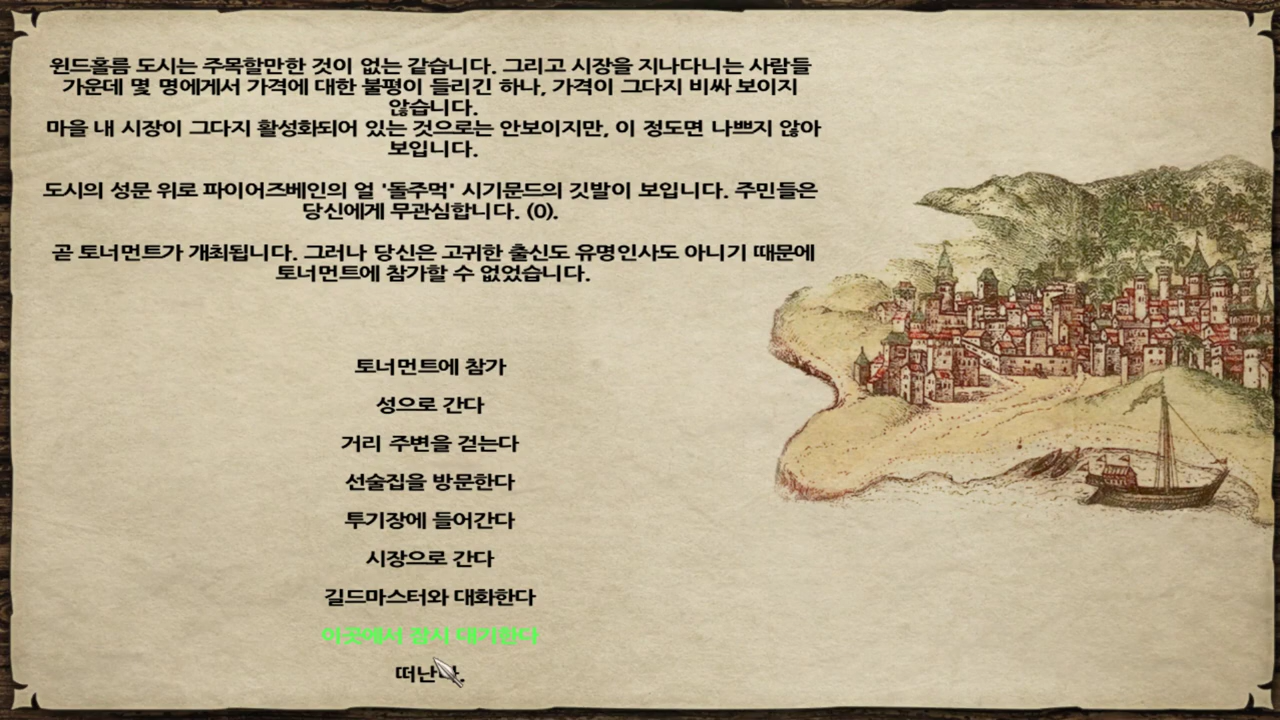 윈드홀름 도시는 주목할만한 것이 없는 같습니다. 그리고 시장을 지나다니는 사람들
가운데 몇 명에게서 가격에 대한 불평이 들리긴 하나, 가격이 그다지 비싸 보이지
않습니다.
마을 내 시장이 그다지 활성화되어 있는 것으로는 안보이지만, 이 정도면 나쁘지 않아
보입니다.
도시의 성문 위로 파이어즈베인의 얼 '돌주먹' 시기문드의 깃발이 보입니다. 주민들은
당신에게 무관심합니다. (0).
곧 토너먼트가 개최됩니다. 그러나 당신은 고귀한 출신도 유명인사도 아니기 때문에
토너먼트에 참가할 수 없었습니다.
토너먼트에 참가
성으로 간다
거리 주변을 걷는다
선술집을 방문한다
투기장에 들어간다
시장으로 간다
길드마스터와 대화한다
이곳에서 잠시 대기한다
떠난다.